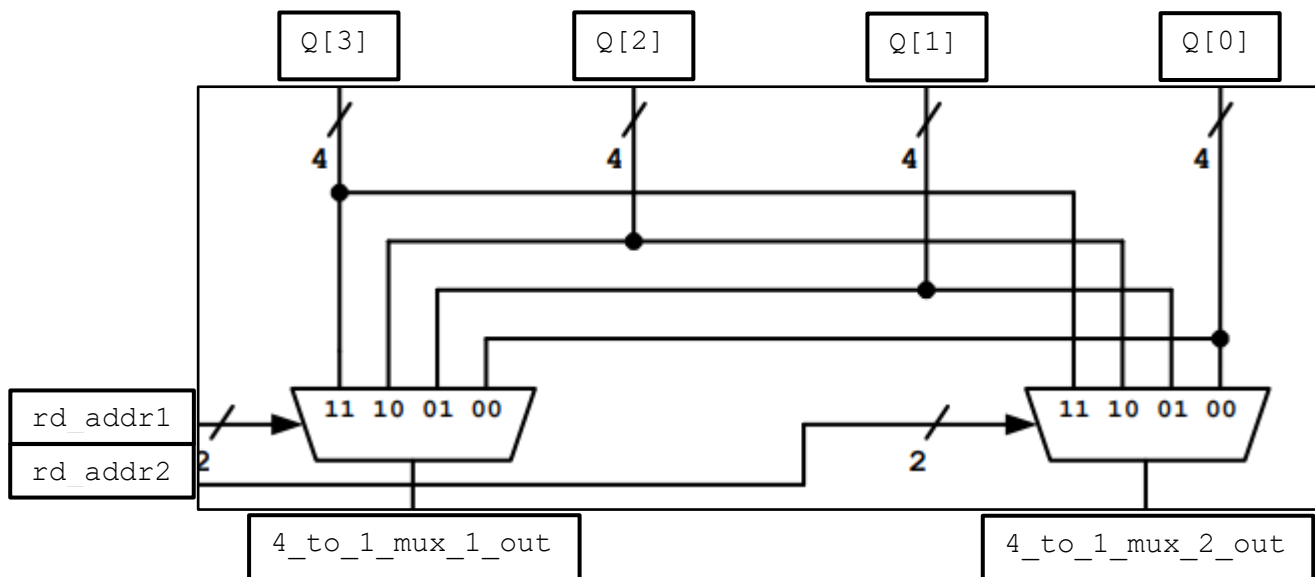 Q[3] Q[2] Q[1] Q[0]
4 4 4 4
11 10 01 00 11 10 01 00
rd_addr1
2 2
rd_addr2
4_to_1_mux_1_out 4_to_1_mux_2_out